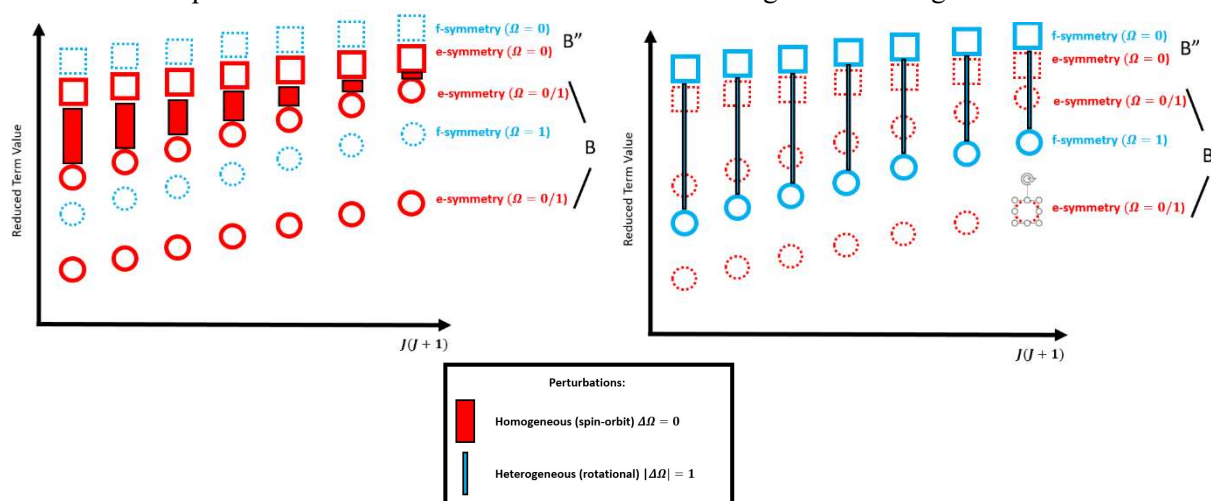 f-symmetry (Ω = 0)
e-symmetry (Ω = 0)
B″
e-symmetry (Ω = 0/1)
f-symmetry (Ω = 1)
B
e-symmetry (Ω = 0/1)
Reduced Term Value
J(J + 1)
f-symmetry (Ω = 0)
B″
e-symmetry (Ω = 0)
e-symmetry (Ω = 0/1)
f-symmetry (Ω = 1)
B
e-symmetry (Ω = 0/1)
Reduced Term Value
J(J + 1)
Perturbations:
Homogeneous (spin-orbit) ΔΩ = 0
Heterogeneous (rotational) |ΔΩ| = 1